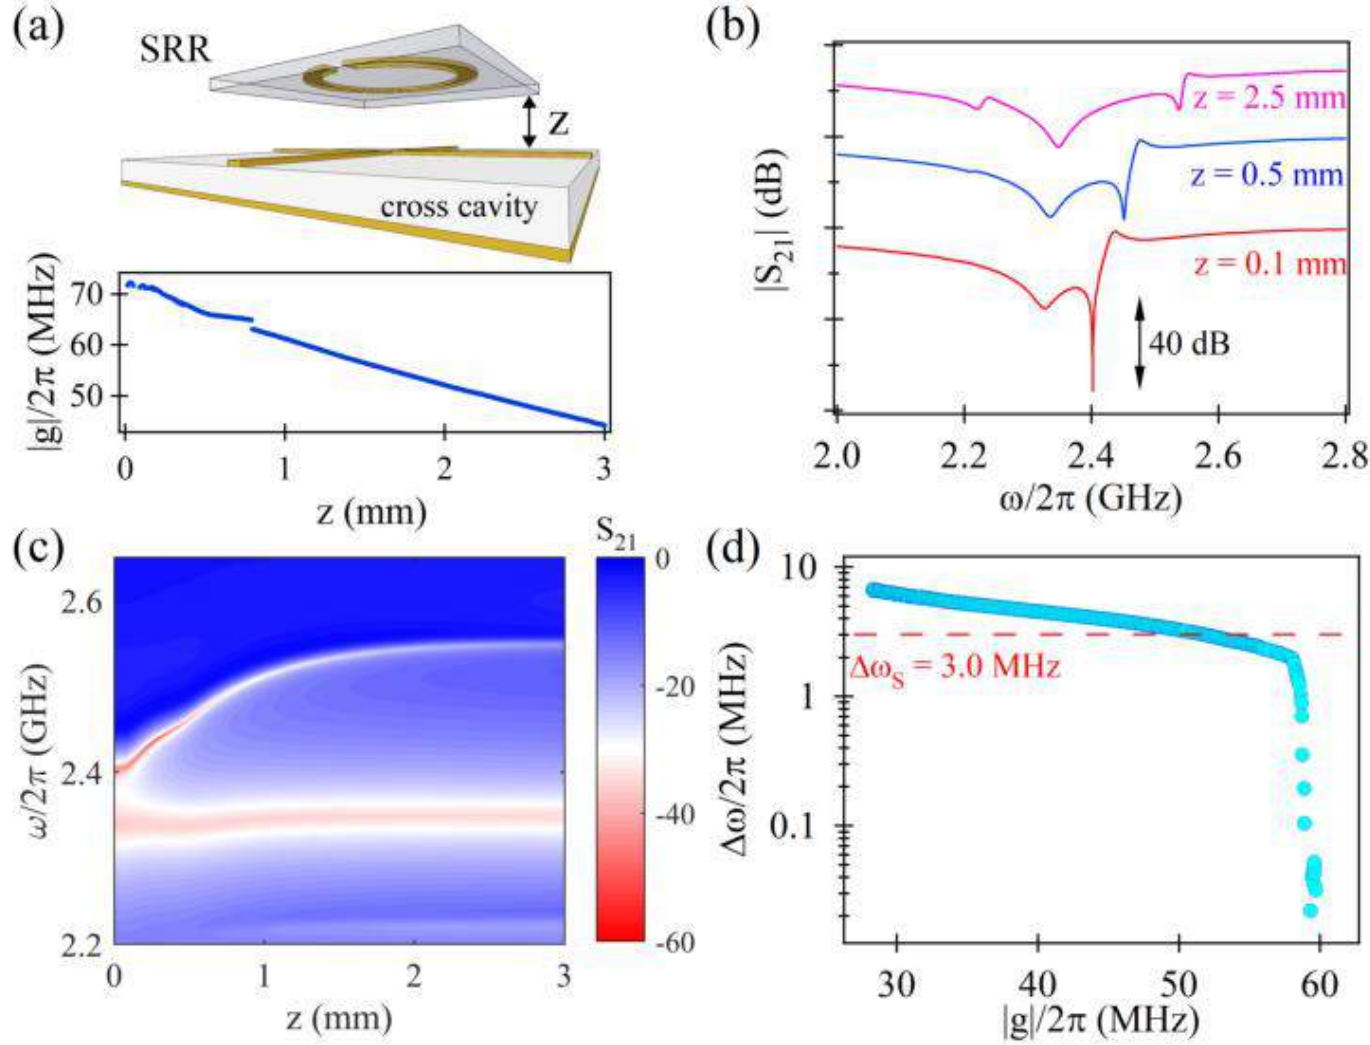 (a)
SRR
z
cross cavity
|g|/2π (MHz)
70
60
50
0 1 2 3
z (mm)
(b)
|S21| (dB)
z = 2.5 mm
z = 0.5 mm
z = 0.1 mm
40 dB
2.0 2.2 2.4 2.6 2.8
ω/2π (GHz)
(c)
S21
ω/2π (GHz)
2.6
2.4
2.2
0 1 2 3
z (mm)
0
-20
-40
-60
(d)
Δω/2π (MHz)
10
1
0.1
ΔωS = 3.0 MHz
30 40 50 60
|g|/2π (MHz)